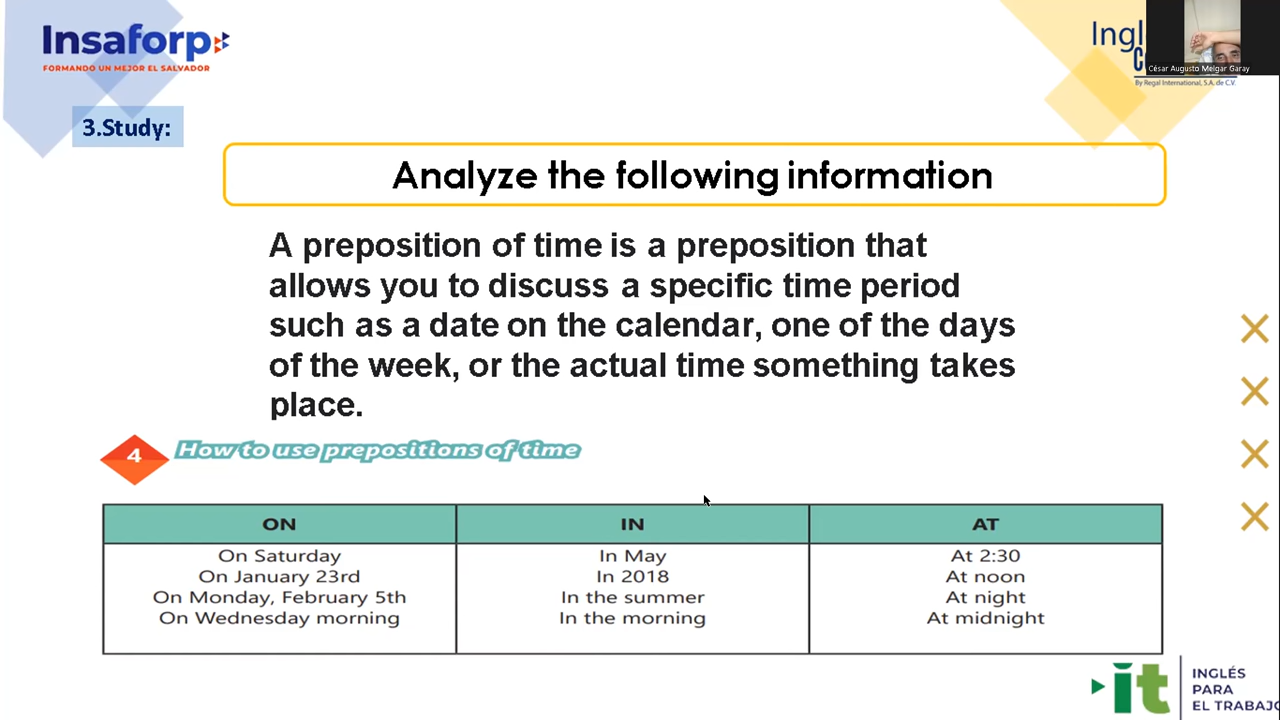 Insaforp
FORMANDO UN MEJOR EL SALVADOR
César Augusto Melgar Garay
By Regal International, S.A. de C.V.
3.Study:
Analyze the following information
A preposition of time is a preposition that
allows you to discuss a specific time period
such as a date on the calendar, one of the days
of the week, or the actual time something takes
place.
4 How to use prepositions of time
ON IN AT
On Saturday In May At 2:30
On January 23rd In 2018 At noon
On Monday, February 5th In the summer At night
On Wednesday morning In the morning At midnight
it
INGLÉS
PARA
EL TRABAJO